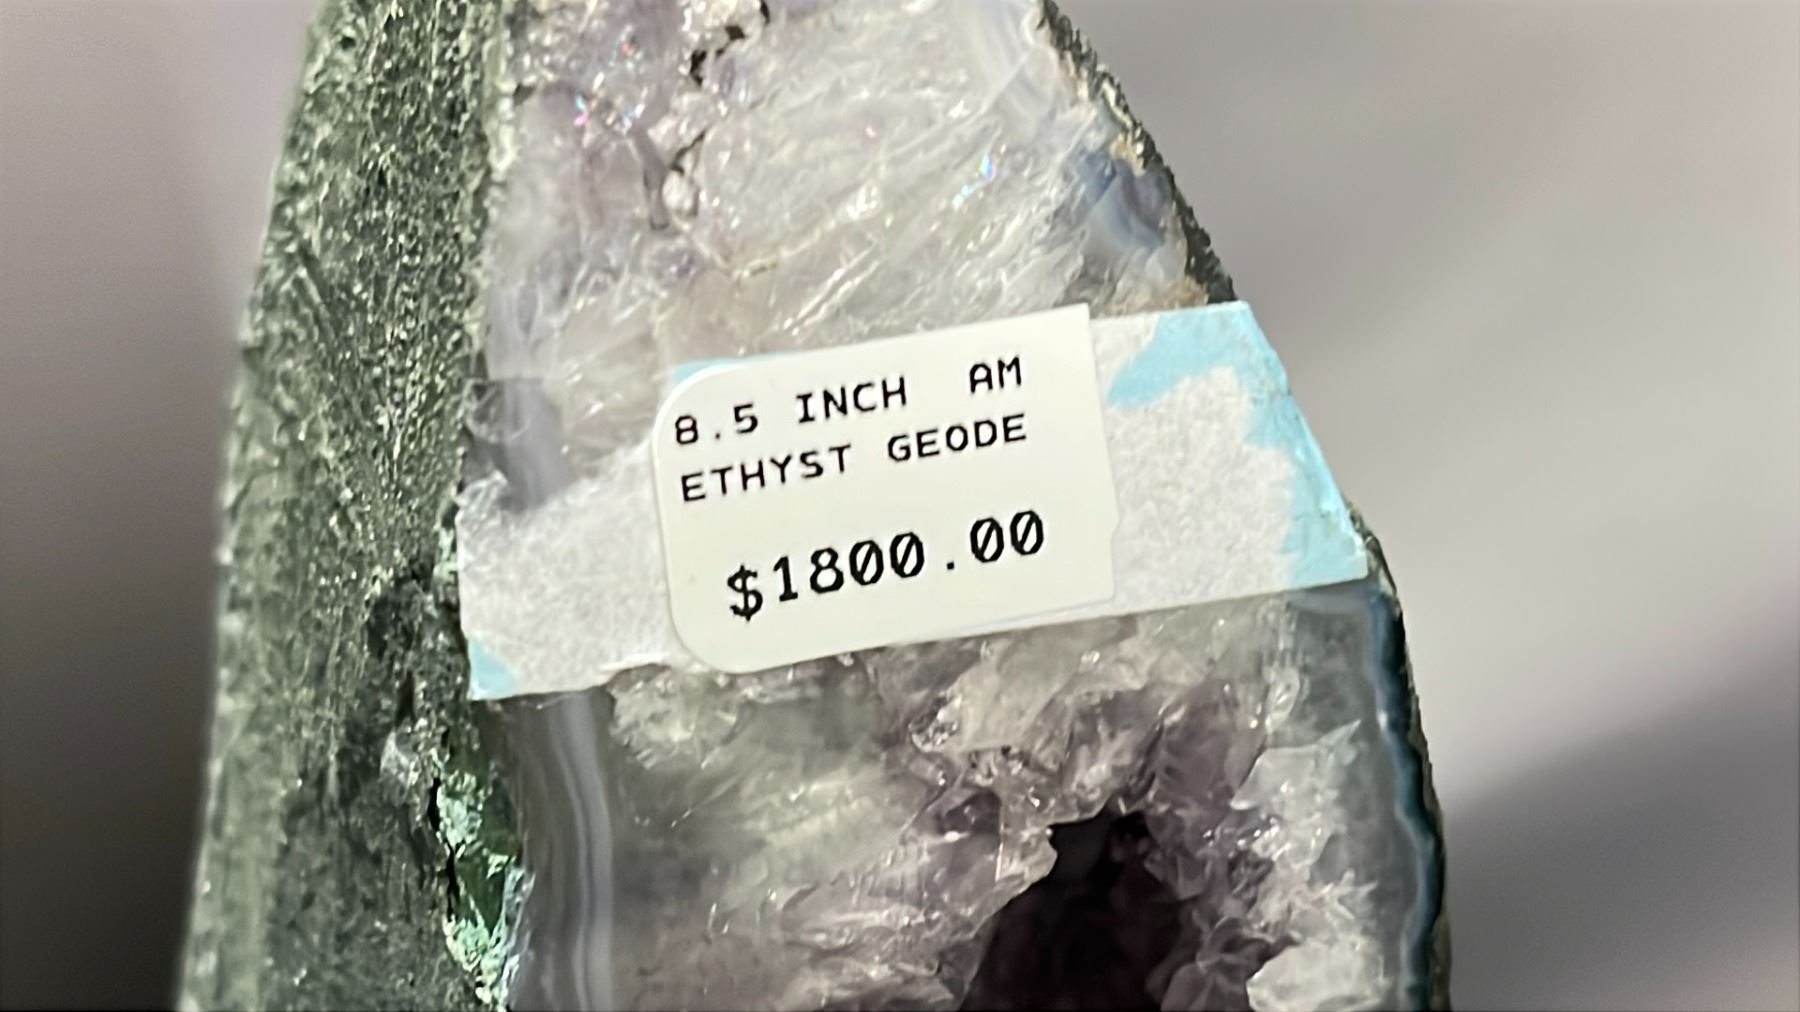 8.5 INCH AM
ETHYST GEODE
$1800.00